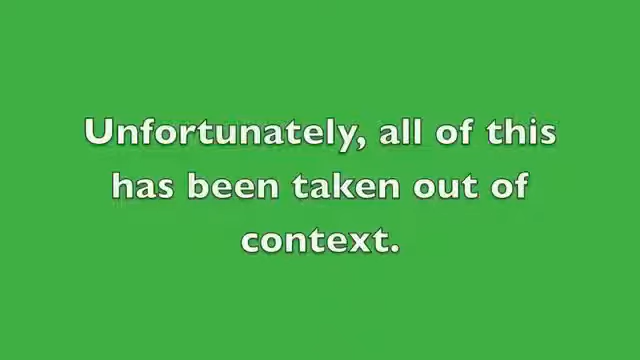 Unfortunately, all of this
has been taken out of
context.